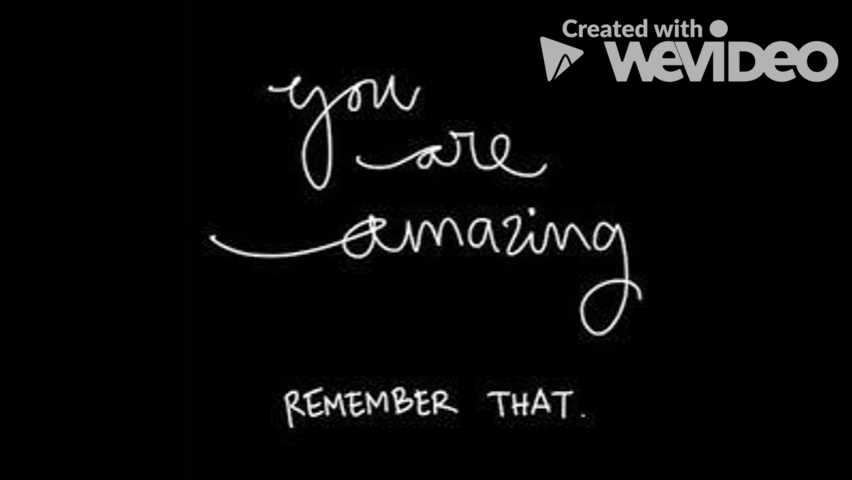 Created with
WEVIDEO
you
are
amazing
REMEMBER THAT.